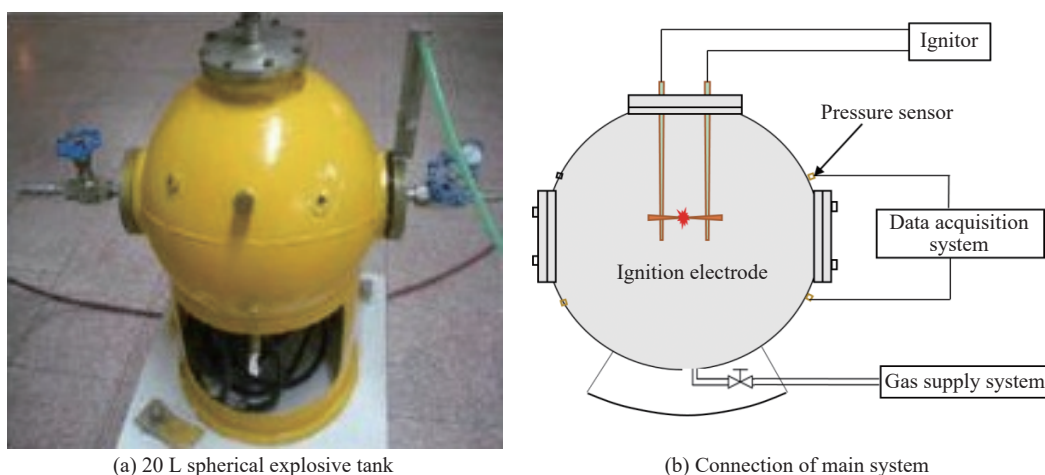 Ignitor
Pressure sensor
Data acquisition
system
Ignition electrode
Gas supply system
(a) 20 L spherical explosive tank
(b) Connection of main system